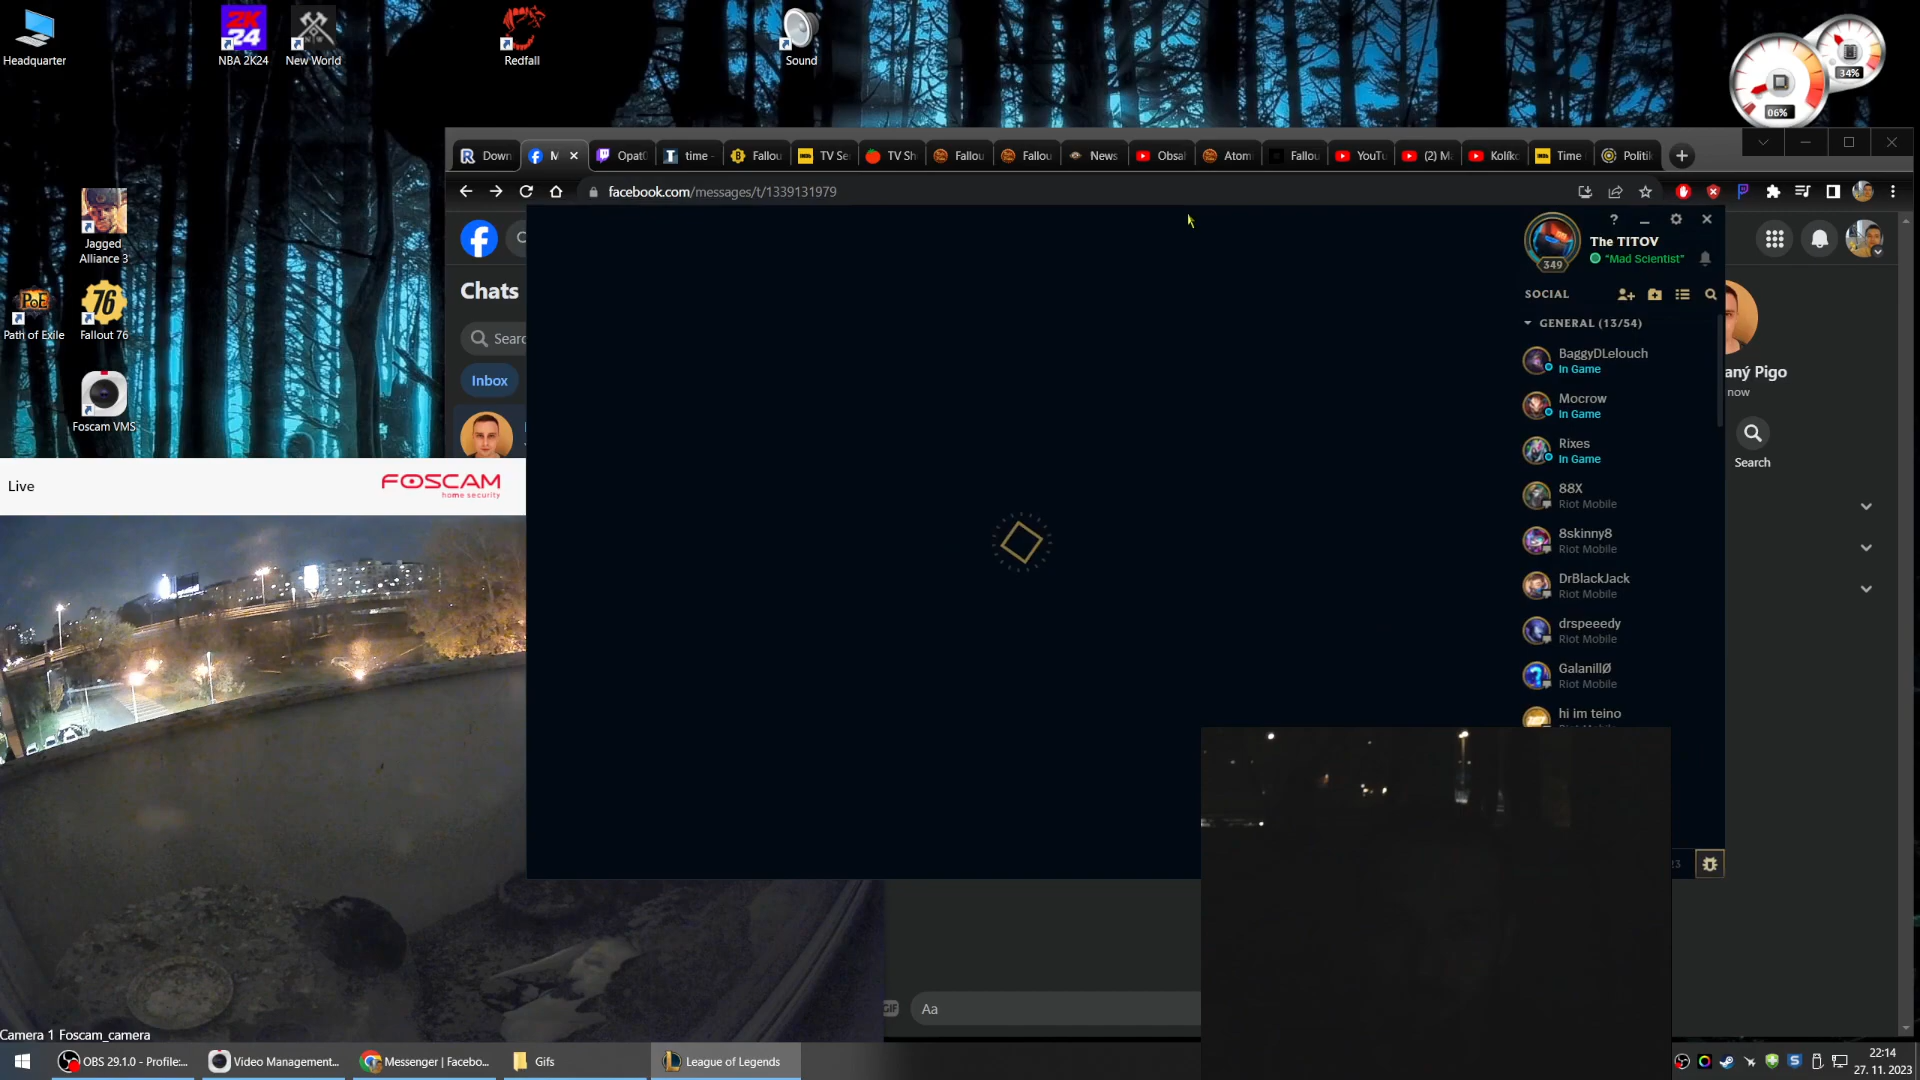 Headquarter
NBA 2K24
New World
Redfall
Sound
34%
06%
Jagged
Alliance 3
Path of Exile
Fallout 76
Foscam VMS
Down
M
Opat
time -
Fallou
TV Se
TV Sh
Fallou
Fallou
News
Obsa
Atom
Fallou
YouTu
(2) M
Kolík
Time
Politik
facebook.com/messages/t/1339131979
Chats
Searc
Inbox
The TITOV
349
"Mad Scientist"
SOCIAL
GENERAL (13/54)
BaggyDLelouch
In Game
Mocrow
In Game
Rixes
In Game
88X
Riot Mobile
8skinny8
Riot Mobile
DrBlackJack
Riot Mobile
drspeeedy
Riot Mobile
GalanillØ
Riot Mobile
hi im teino
aný Pigo
now
Search
Live
FOSCAM
home security
Camera 1 Foscam_camera
GIF
Aa
OBS 29.1.0 - Profile:...
Video Management...
Messenger | Facebo...
Gifs
League of Legends
22:14
27. 11. 2023